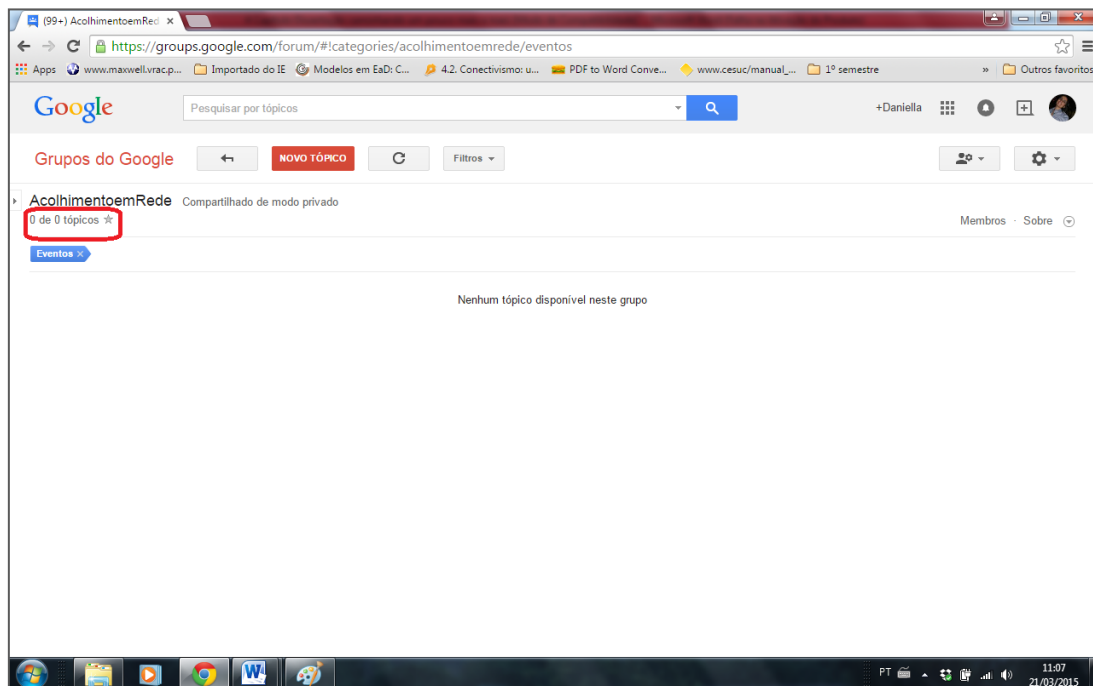 (99+) AcolhimentoemRed
https://groups.google.com/forum/#!categories/acolhimentoemrede/eventos
Apps www.maxwell.vrac.p... Importado do IE Modelos em EaD: C... 4.2. Conectivismo: u... PDF to Word Conve... www.cesuc/manual_... 1º semestre » Outros favoritos
Google Pesquisar por tópicos +Daniella
Grupos do Google NOVO TÓPICO Filtros
AcolhimentoemRede Compartilhado de modo privado
0 de 0 tópicos Membros · Sobre
Eventos ×
Nenhum tópico disponível neste grupo
PT 11:07
21/03/2015